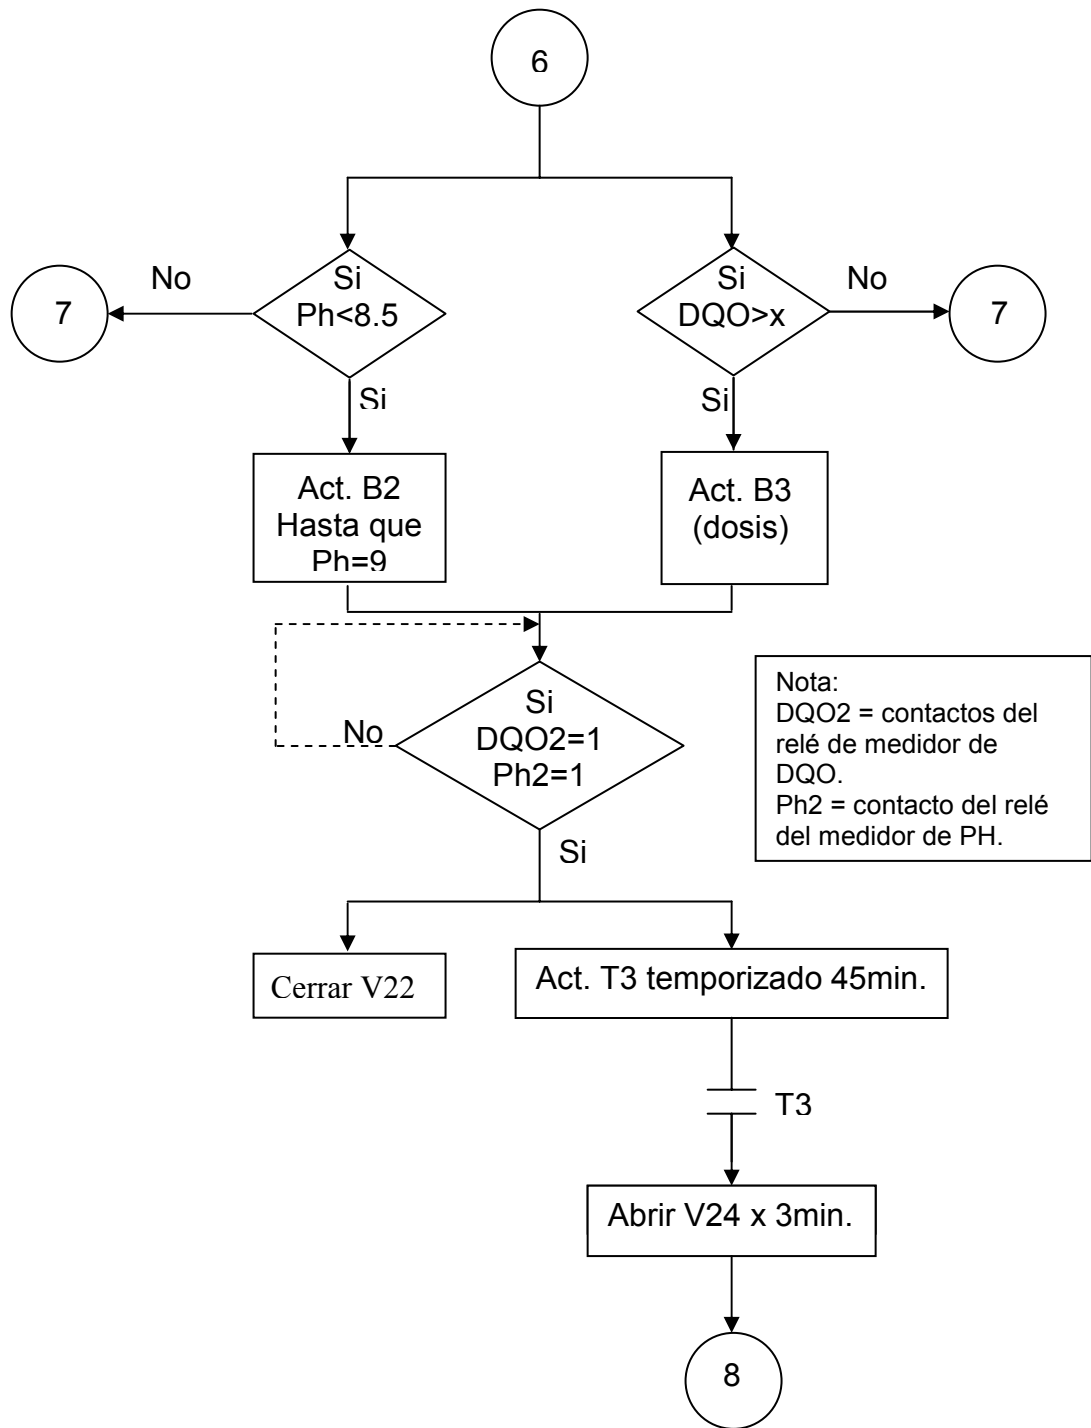 6
No
Si
Ph<8.5
7
Si
DQO>x
No
7
Si
Si
Act. B2
Hasta que
Ph=9
Act. B3
(dosis)
No
Si
DQO2=1
Ph2=1
Nota:
DQO2 = contactos del
relé de medidor de
DQO.
Ph2 = contacto del relé
del medidor de PH.
Si
Cerrar V22
Act. T3 temporizado 45min.
T3
Abrir V24 x 3min.
8